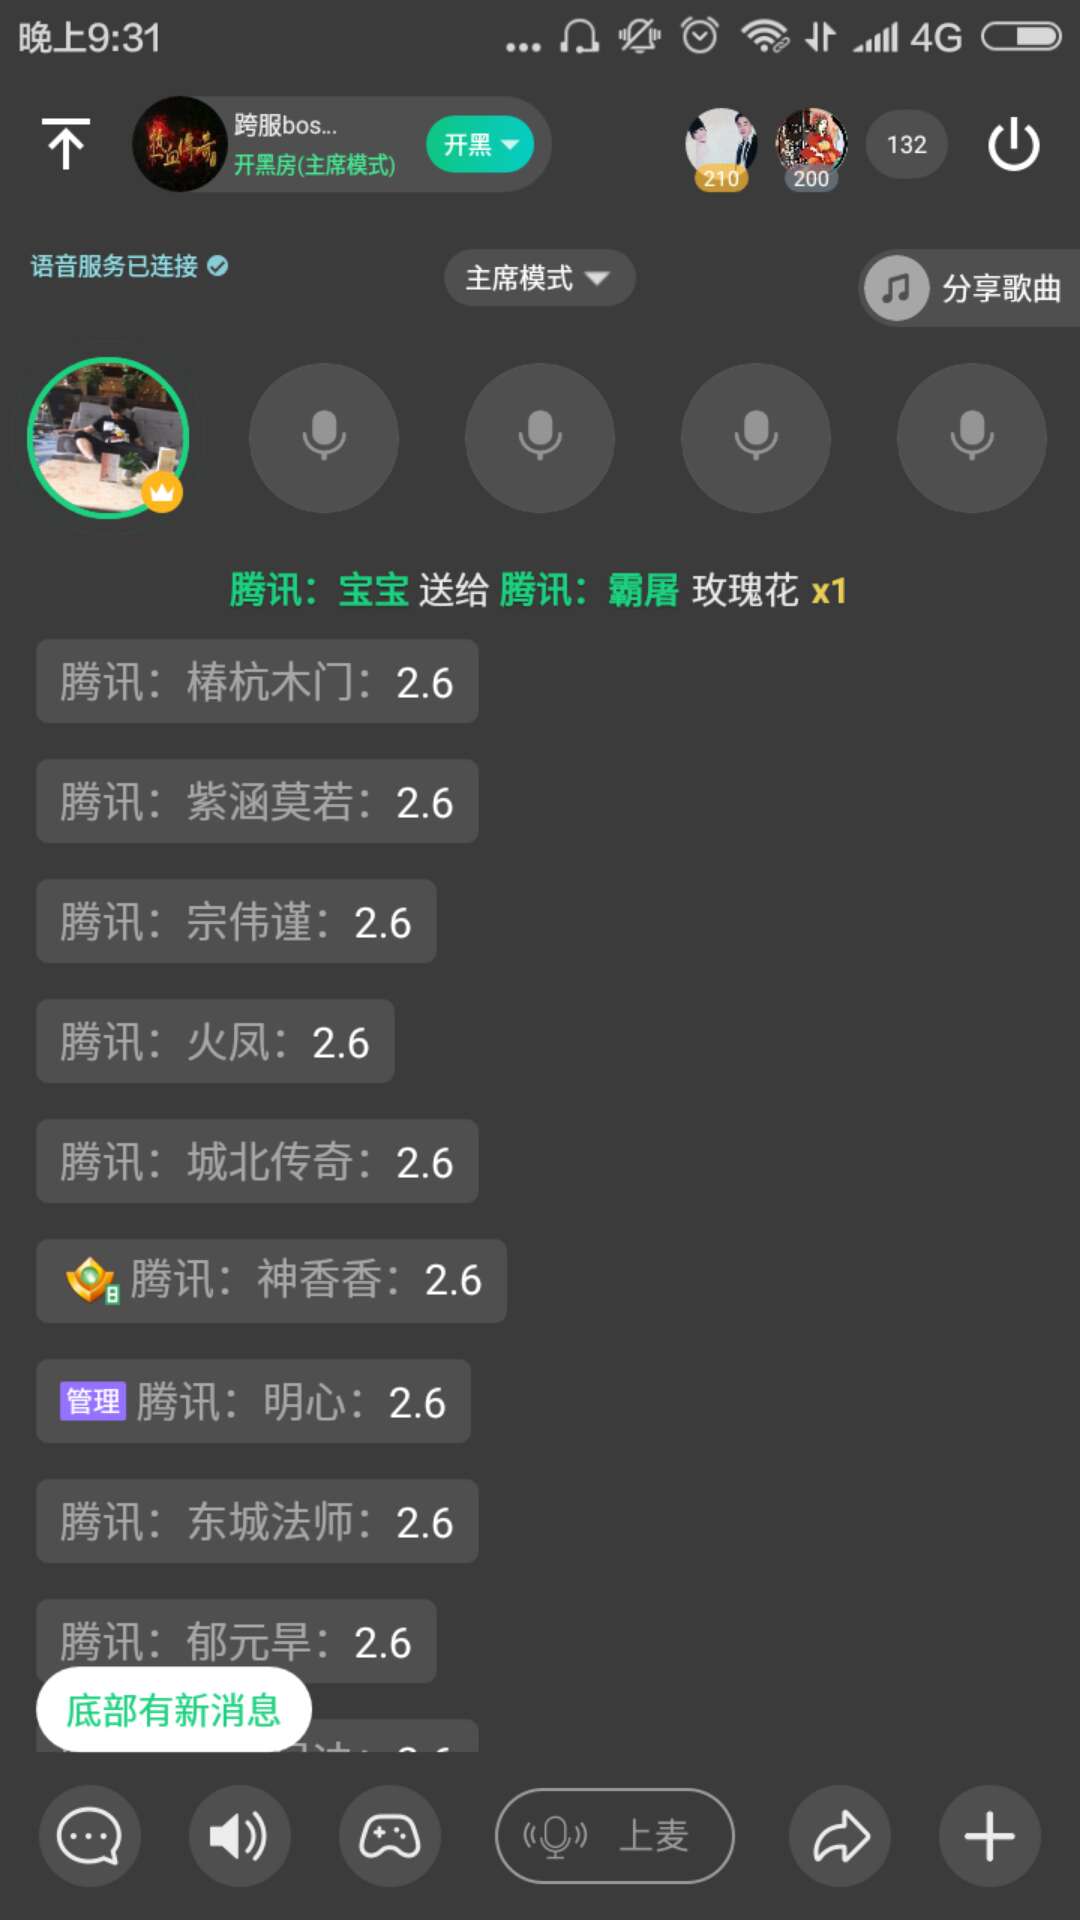 晚上9:31
4G
跨服bos...
开黑房(主席模式)
开黑
210
200
132
热血传奇
语音服务已连接
主席模式
分享歌曲
腾讯：宝宝 送给 腾讯：霸屠 玫瑰花 x1
腾讯：椿杭木门：2.6
腾讯：紫涵莫若：2.6
腾讯：宗伟谨：2.6
腾讯：火凤：2.6
腾讯：城北传奇：2.6
8 腾讯：神香香：2.6
管理 腾讯：明心：2.6
腾讯：东城法师：2.6
腾讯：郁元旱：2.6
底部有新消息
上麦